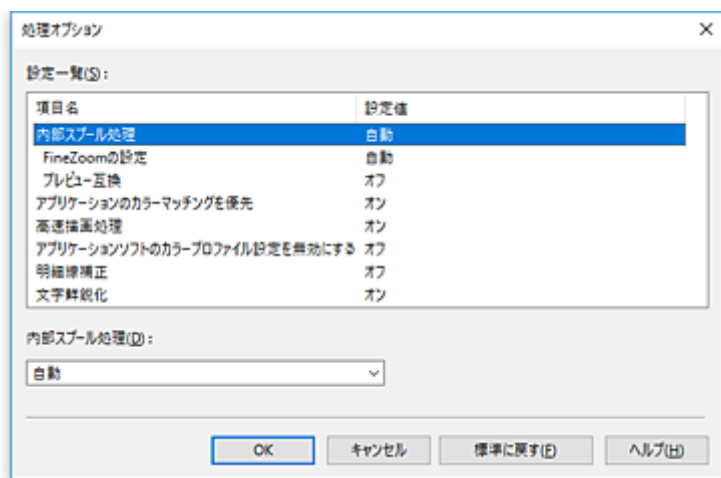 処理オプション
設定一覧(S):
項目名 設定値
内部スプール処理 自動
FineZoomの設定 自動
プレビュー互換 オフ
アプリケーションのカラーマッチングを優先 オン
高速描画処理 オン
アプリケーションソフトのカラープロファイル設定を無効にする オフ
明細線補正 オフ
文字鮮鋭化 オン
内部スプール処理(D):
自動
OK キャンセル 標準に戻す(F) ヘルプ(H)